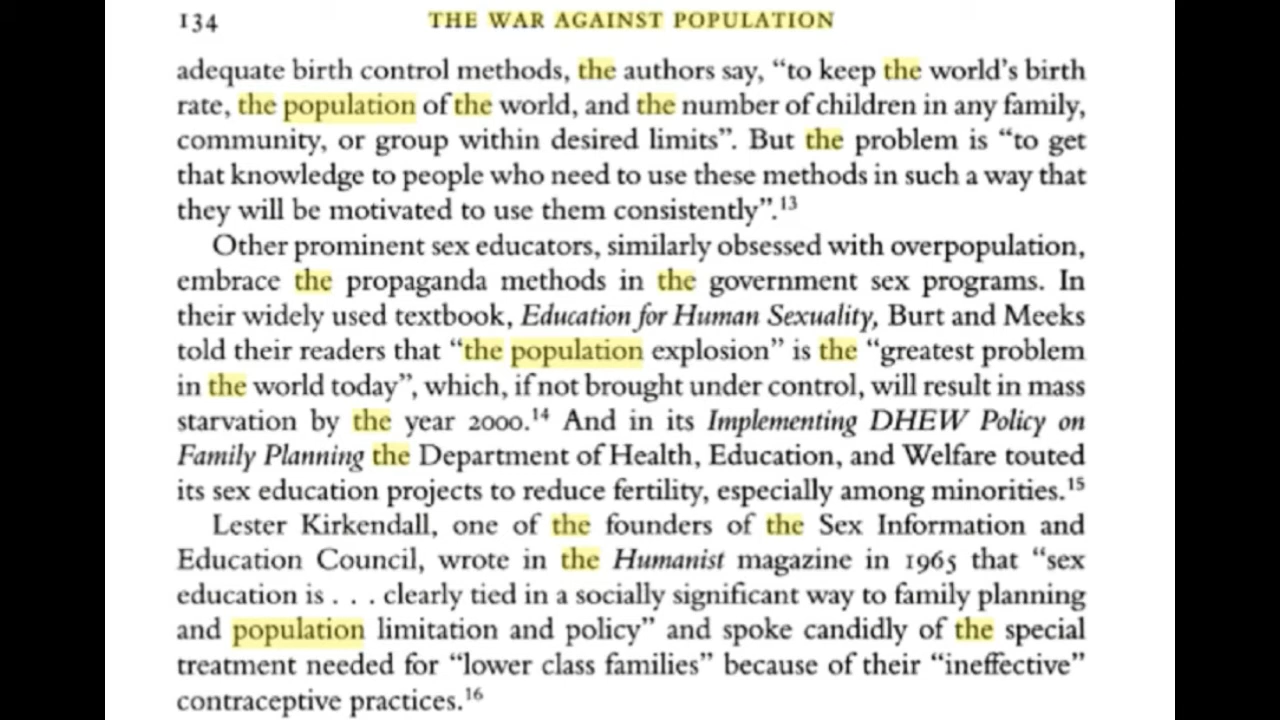 134 THE WAR AGAINST POPULATION
adequate birth control methods, the authors say, “to keep the world’s birth
rate, the population of the world, and the number of children in any family,
community, or group within desired limits”. But the problem is “to get
that knowledge to people who need to use these methods in such a way that
they will be motivated to use them consistently”.¹³
Other prominent sex educators, similarly obsessed with overpopulation,
embrace the propaganda methods in the government sex programs. In
their widely used textbook, Education for Human Sexuality, Burt and Meeks
told their readers that “the population explosion” is the “greatest problem
in the world today”, which, if not brought under control, will result in mass
starvation by the year 2000.¹⁴ And in its Implementing DHEW Policy on
Family Planning the Department of Health, Education, and Welfare touted
its sex education projects to reduce fertility, especially among minorities.¹⁵
Lester Kirkendall, one of the founders of the Sex Information and
Education Council, wrote in the Humanist magazine in 1965 that “sex
education is . . . clearly tied in a socially significant way to family planning
and population limitation and policy” and spoke candidly of the special
treatment needed for “lower class families” because of their “ineffective”
contraceptive practices.¹⁶